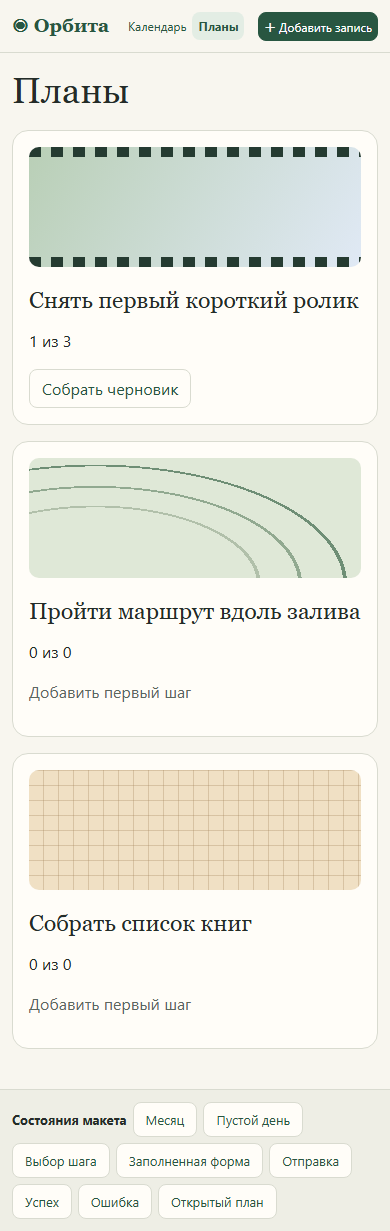 Орбита
Календарь
Планы
+ Добавить запись
Планы
Снять первый короткий ролик
1 из 3
Собрать черновик
Пройти маршрут вдоль залива
0 из 0
Добавить первый шаг
Собрать список книг
0 из 0
Добавить первый шаг
Состояния макета
Месяц
Пустой день
Выбор шага
Заполненная форма
Отправка
Успех
Ошибка
Открытый план